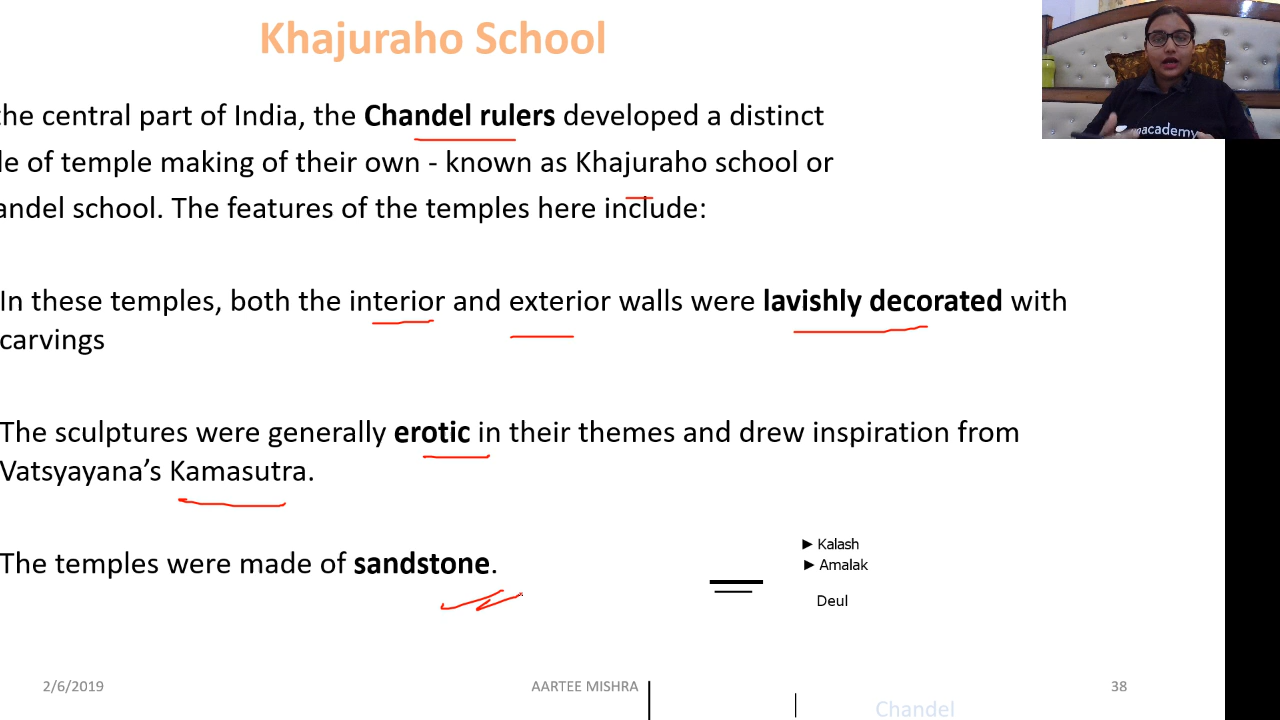 Khajuraho School
the central part of India, the Chandel rulers developed a distinct
le of temple making of their own - known as Khajuraho school or
andel school. The features of the temples here include:
In these temples, both the interior and exterior walls were lavishly decorated with
carvings
The sculptures were generally erotic in their themes and drew inspiration from
Vatsyayana’s Kamasutra.
The temples were made of sandstone.
► Kalash
► Amalak
Deul
2/6/2019
AARTEE MISHRA
38
Chandel
nacademy